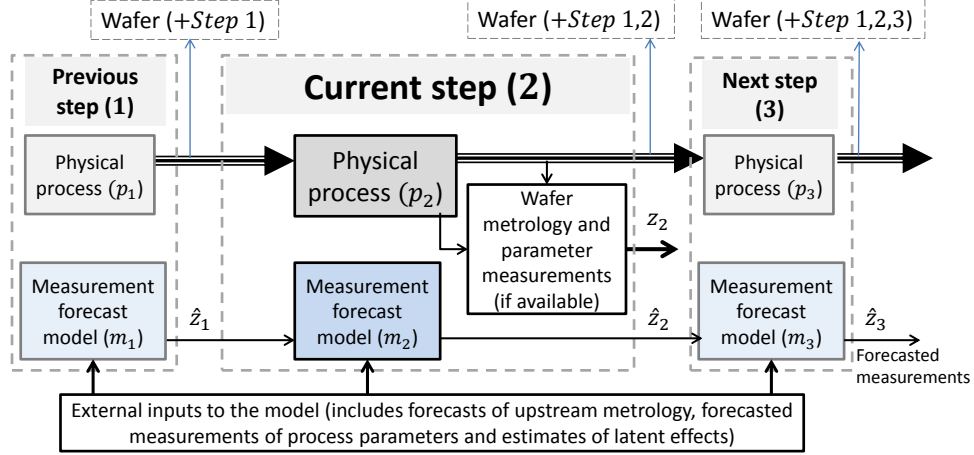 Wafer (+Step 1)
Wafer (+Step 1,2)
Wafer (+Step 1,2,3)
Previous
step (1)
Current step (2)
Next step
(3)
Physical
process (p₁)
Physical
process (p₂)
Physical
process (p₃)
Wafer
metrology and
parameter
measurements
(if available)
z₂
Measurement
forecast
model (m₁)
ẑ₁
Measurement
forecast
model (m₂)
ẑ₂
Measurement
forecast
model (m₃)
ẑ₃
Forecasted
measurements
External inputs to the model (includes forecasts of upstream metrology, forecasted
measurements of process parameters and estimates of latent effects)